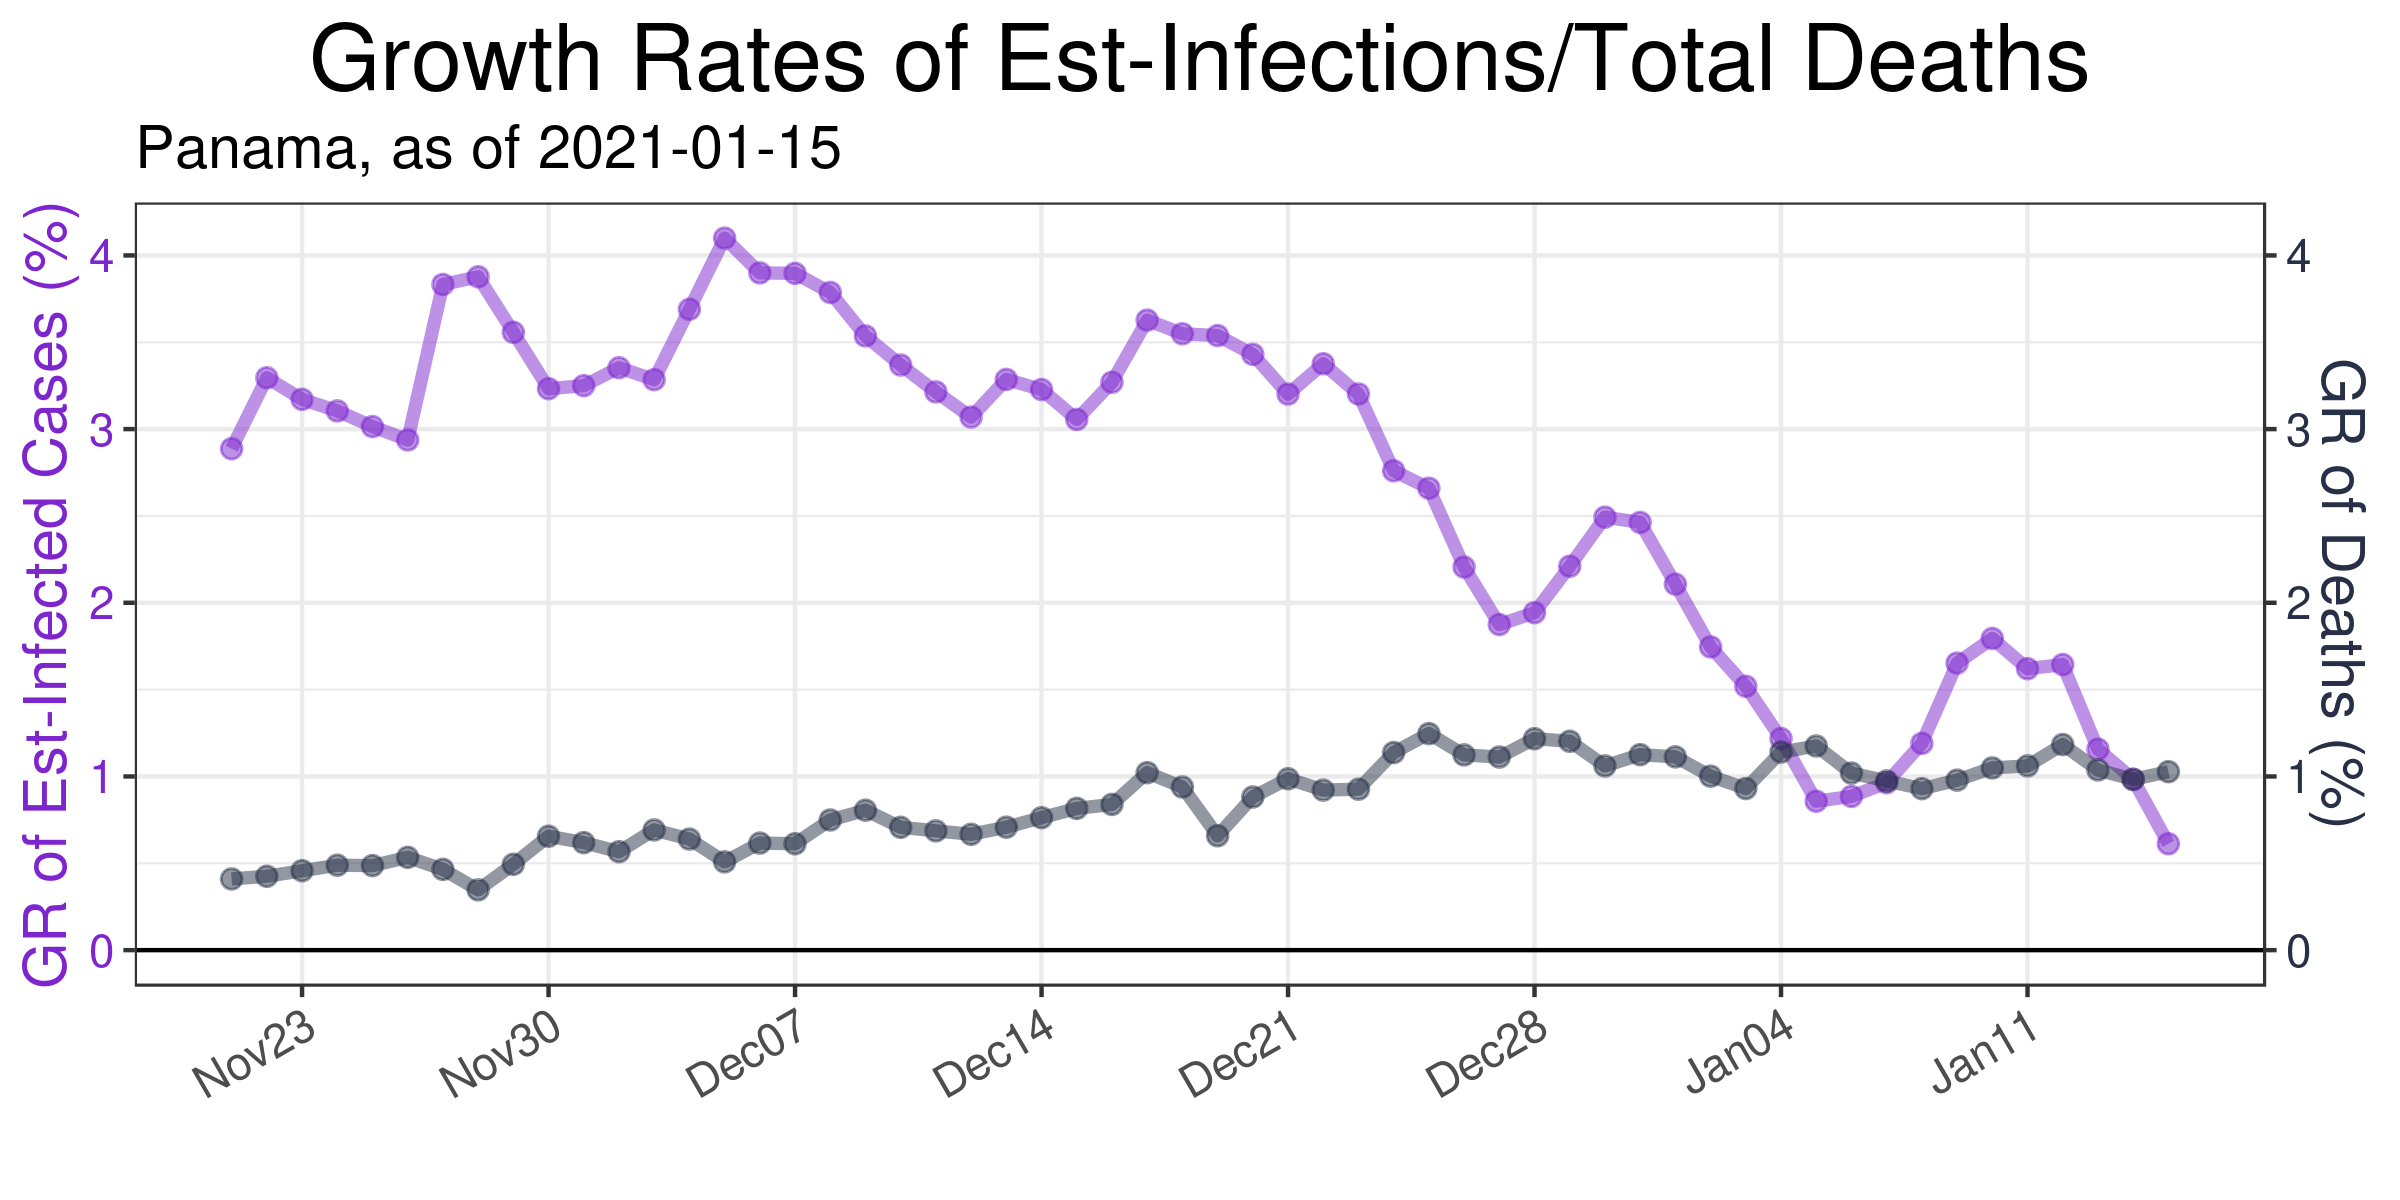 Growth Rates of Est-Infections/Total Deaths
Panama, as of 2021-01-15
GR of Est-Infected Cases (%)
4
3
2
1
0
4
3
2
1
0
GR of Deaths (%)
Nov23
Nov30
Dec07
Dec14
Dec21
Dec28
Jan04
Jan11